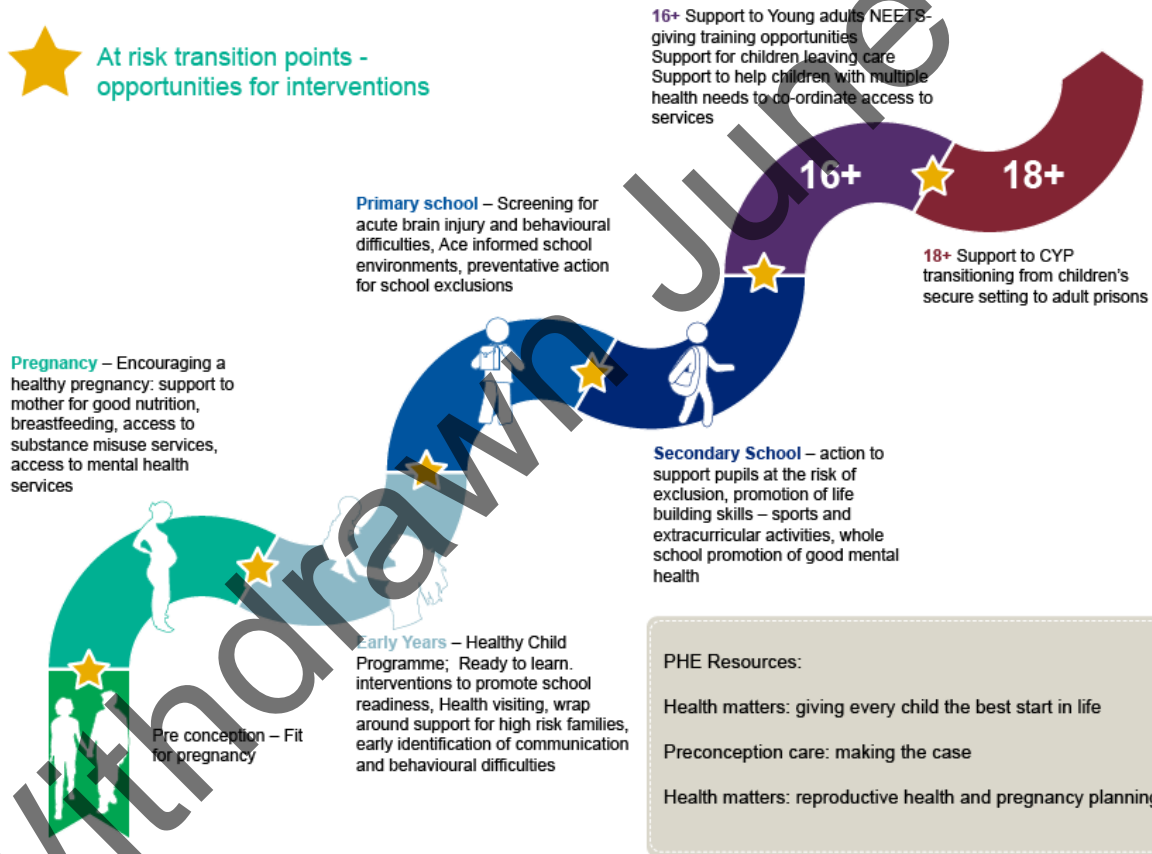 At risk transition points -
opportunities for interventions
16+ Support to Young adults NEETS-
giving training opportunities
Support for children leaving care
Support to help children with multiple
health needs to co-ordinate access to
services
16+
18+
Primary school – Screening for
acute brain injury and behavioural
difficulties, Ace informed school
environments, preventative action
for school exclusions
18+ Support to CYP
transitioning from children's
secure setting to adult prisons
Pregnancy – Encouraging a
healthy pregnancy: support to
mother for good nutrition,
breastfeeding, access to
substance misuse services,
access to mental health
services
Secondary School – action to
support pupils at the risk of
exclusion, promotion of life
building skills – sports and
extracurricular activities, whole
school promotion of good mental
health
Early Years – Healthy Child
Programme; Ready to learn.
interventions to promote school
readiness, Health visiting, wrap
around support for high risk families,
early identification of communication
and behavioural difficulties
Pre conception – Fit
for pregnancy
PHE Resources:
Health matters: giving every child the best start in life
Preconception care: making the case
Health matters: reproductive health and pregnancy planning
Withdrawn June